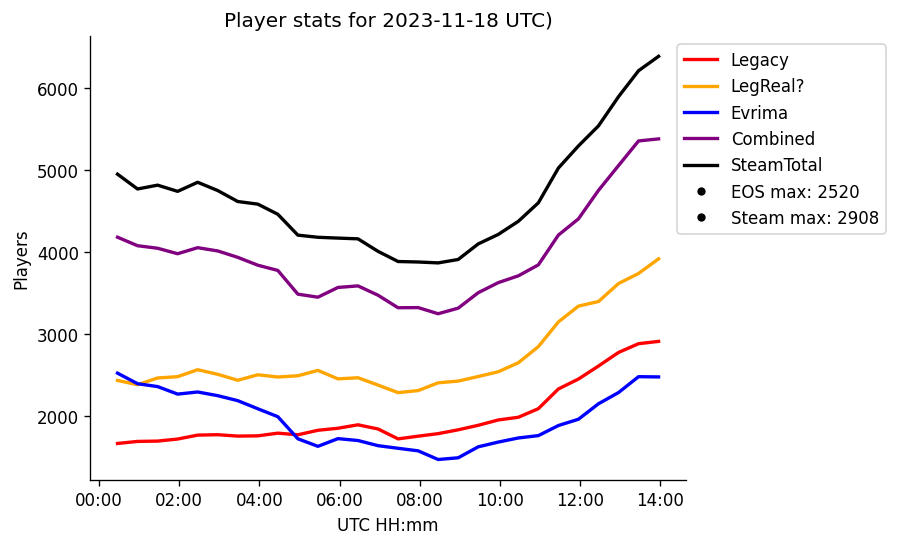 Player stats for 2023-11-18 UTC)
Legacy
LegReal?
Evrima
Combined
SteamTotal
EOS max: 2520
Steam max: 2908
6000
5000
4000
3000
2000
Players
00:00 02:00 04:00 06:00 08:00 10:00 12:00 14:00
UTC HH:mm